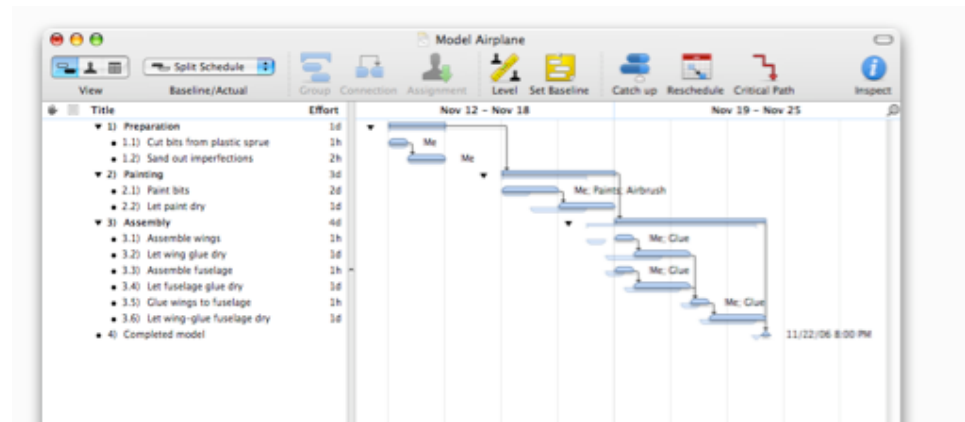 Model Airplane
Split Schedule
View Baseline/Actual Group Connection Assignment Level Set Baseline Catch up Reschedule Critical Path Inspect
Title Effort Nov 12 – Nov 18 Nov 19 – Nov 25
1) Preparation 1d
1.1) Cut bits from plastic sprue 1h Me
1.2) Sand out imperfections 2h Me
2) Painting 3d
2.1) Paint bits 2d Me; Paints; Airbrush
2.2) Let paint dry 1d
3) Assembly 4d
3.1) Assemble wings 1h Me; Glue
3.2) Let wing glue dry 1d
3.3) Assemble fuselage 1h Me; Glue
3.4) Let fuselage glue dry 1d
3.5) Glue wings to fuselage 1h Me; Glue
3.6) Let wing-glue fuselage dry 1d
4) Completed model 11/22/06 8:00 PM